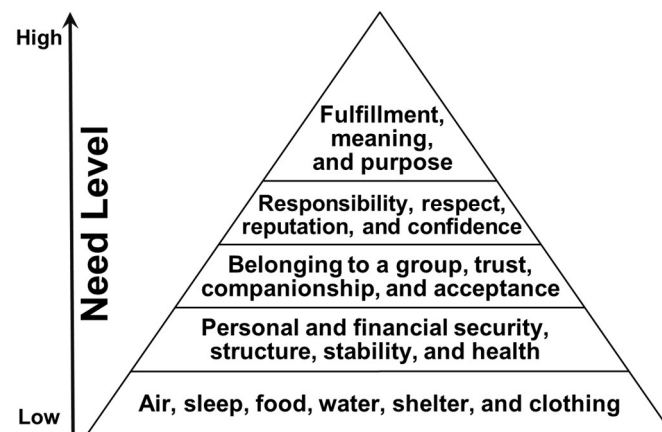 High
Need Level
Low
Fulfillment,
meaning,
and purpose
Responsibility, respect,
reputation, and confidence
Belonging to a group, trust,
companionship, and acceptance
Personal and financial security,
structure, stability, and health
Air, sleep, food, water, shelter, and clothing